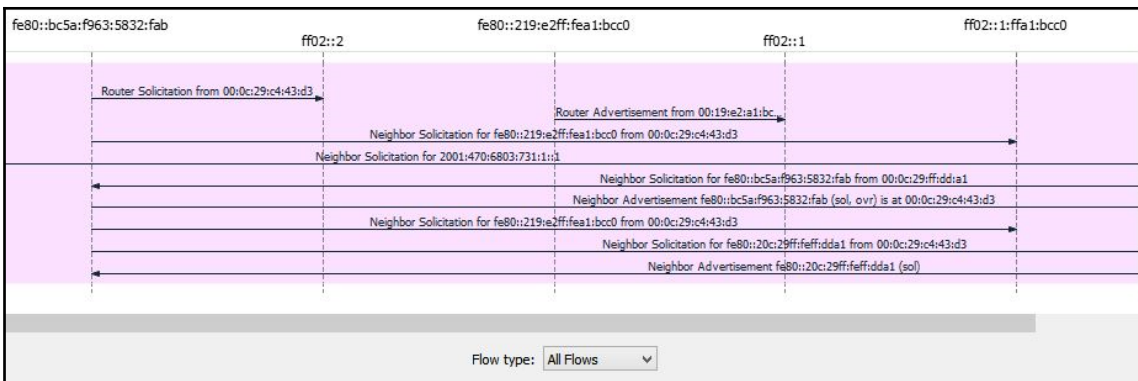 fe80::bc5a:f963:5832:fab
fe80::219:e2ff:fea1:bcc0
ff02::1:ffa1:bcc0
ff02::2
ff02::1
Router Solicitation from 00:0c:29:c4:43:d3
Router Advertisement from 00:19:e2:a1:bc...
Neighbor Solicitation for fe80::219:e2ff:fea1:bcc0 from 00:0c:29:c4:43:d3
Neighbor Solicitation for 2001:470:6803:731:1::1
Neighbor Solicitation for fe80::bc5a:f963:5832:fab from 00:0c:29:ff:dd:a1
Neighbor Advertisement fe80::bc5a:f963:5832:fab (sol, ovr) is at 00:0c:29:c4:43:d3
Neighbor Solicitation for fe80::219:e2ff:fea1:bcc0 from 00:0c:29:c4:43:d3
Neighbor Solicitation for fe80::20c:29ff:feff:dda1 from 00:0c:29:c4:43:d3
Neighbor Advertisement fe80::20c:29ff:feff:dda1 (sol)
Flow type: All Flows